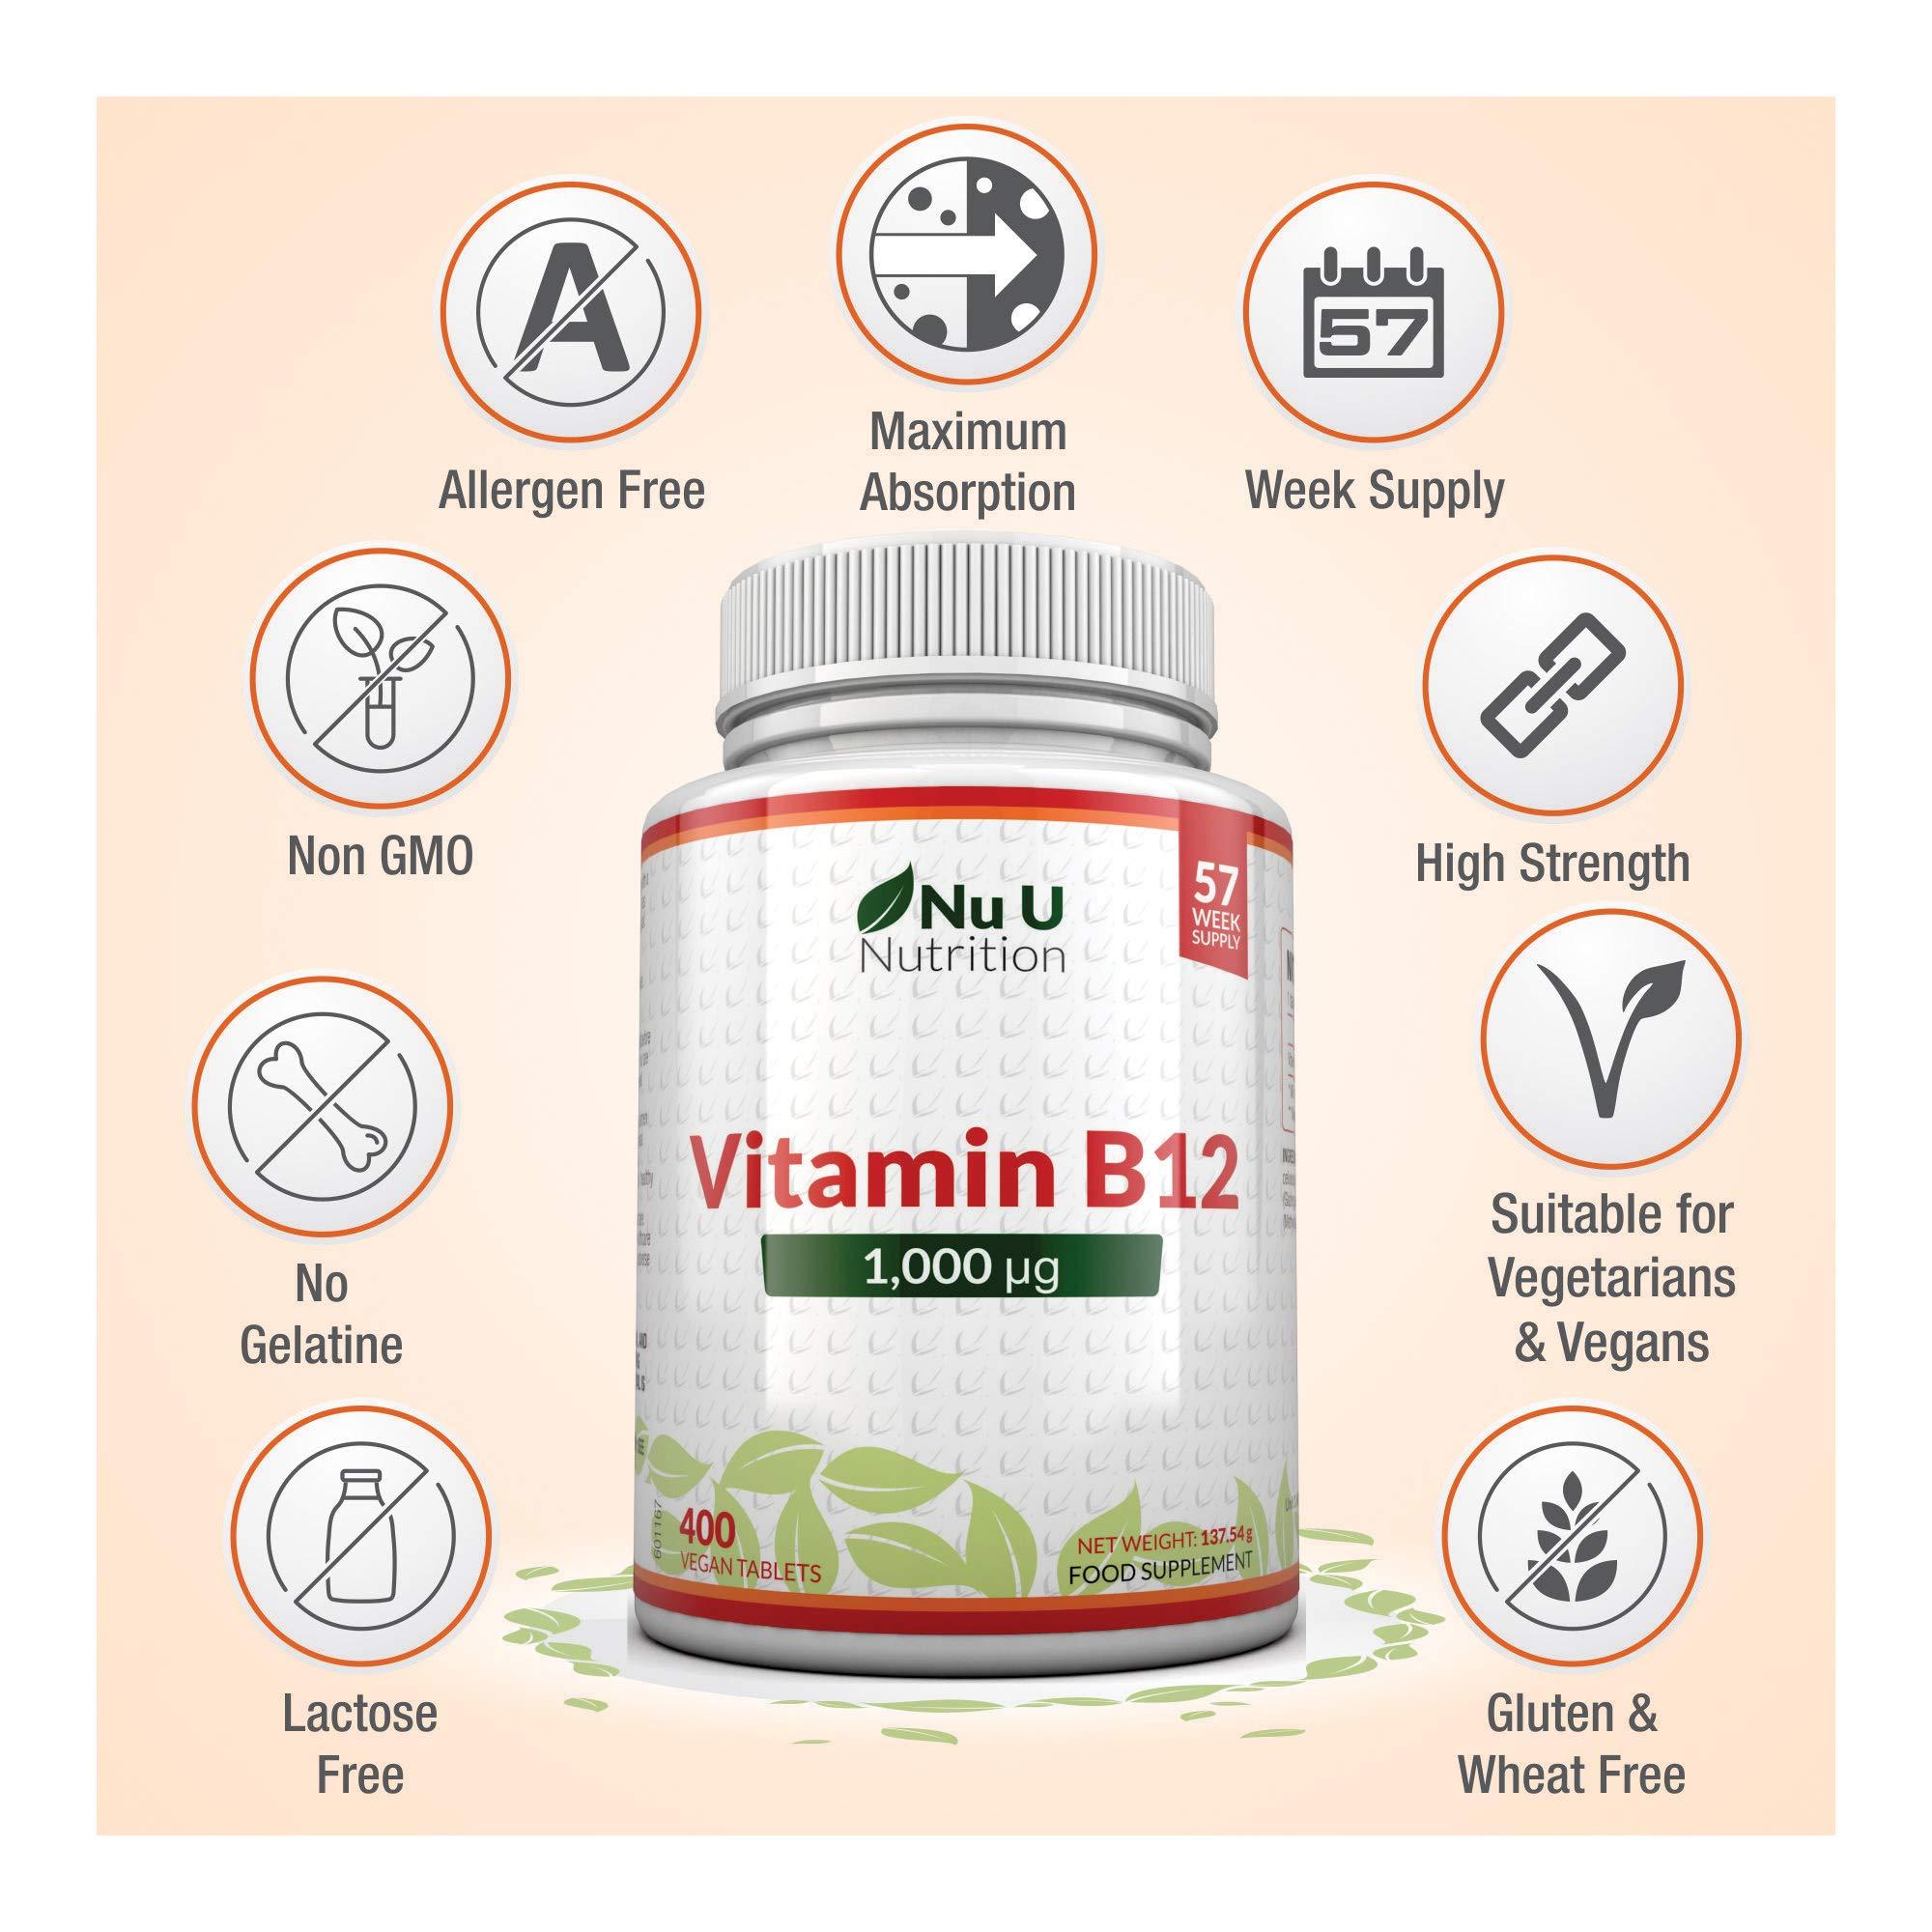 A
57
Maximum
Absorption
Allergen Free
Week Supply
Non GMO
High Strength
Nu U
Nutrition
57
WEEK
SUPPLY
No
Gelatine
Suitable for
Vegetarians
& Vegans
Vitamin B12
1,000 µg
Lactose
Free
Gluten &
Wheat Free
601167
400
VEGAN TABLETS
NET WEIGHT: 137.54g
FOOD SUPPLEMENT